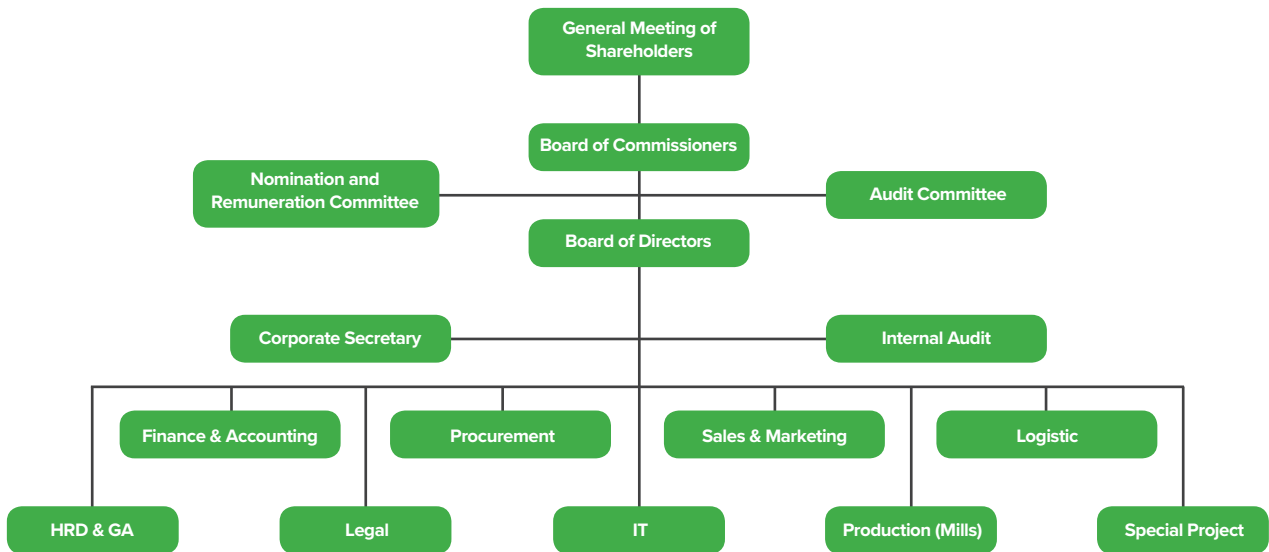 General Meeting of
Shareholders
Board of Commissioners
Nomination and
Remuneration Committee
Audit Committee
Board of Directors
Corporate Secretary
Internal Audit
Finance & Accounting
Procurement
Sales & Marketing
Logistic
HRD & GA
Legal
IT
Production (Mills)
Special Project